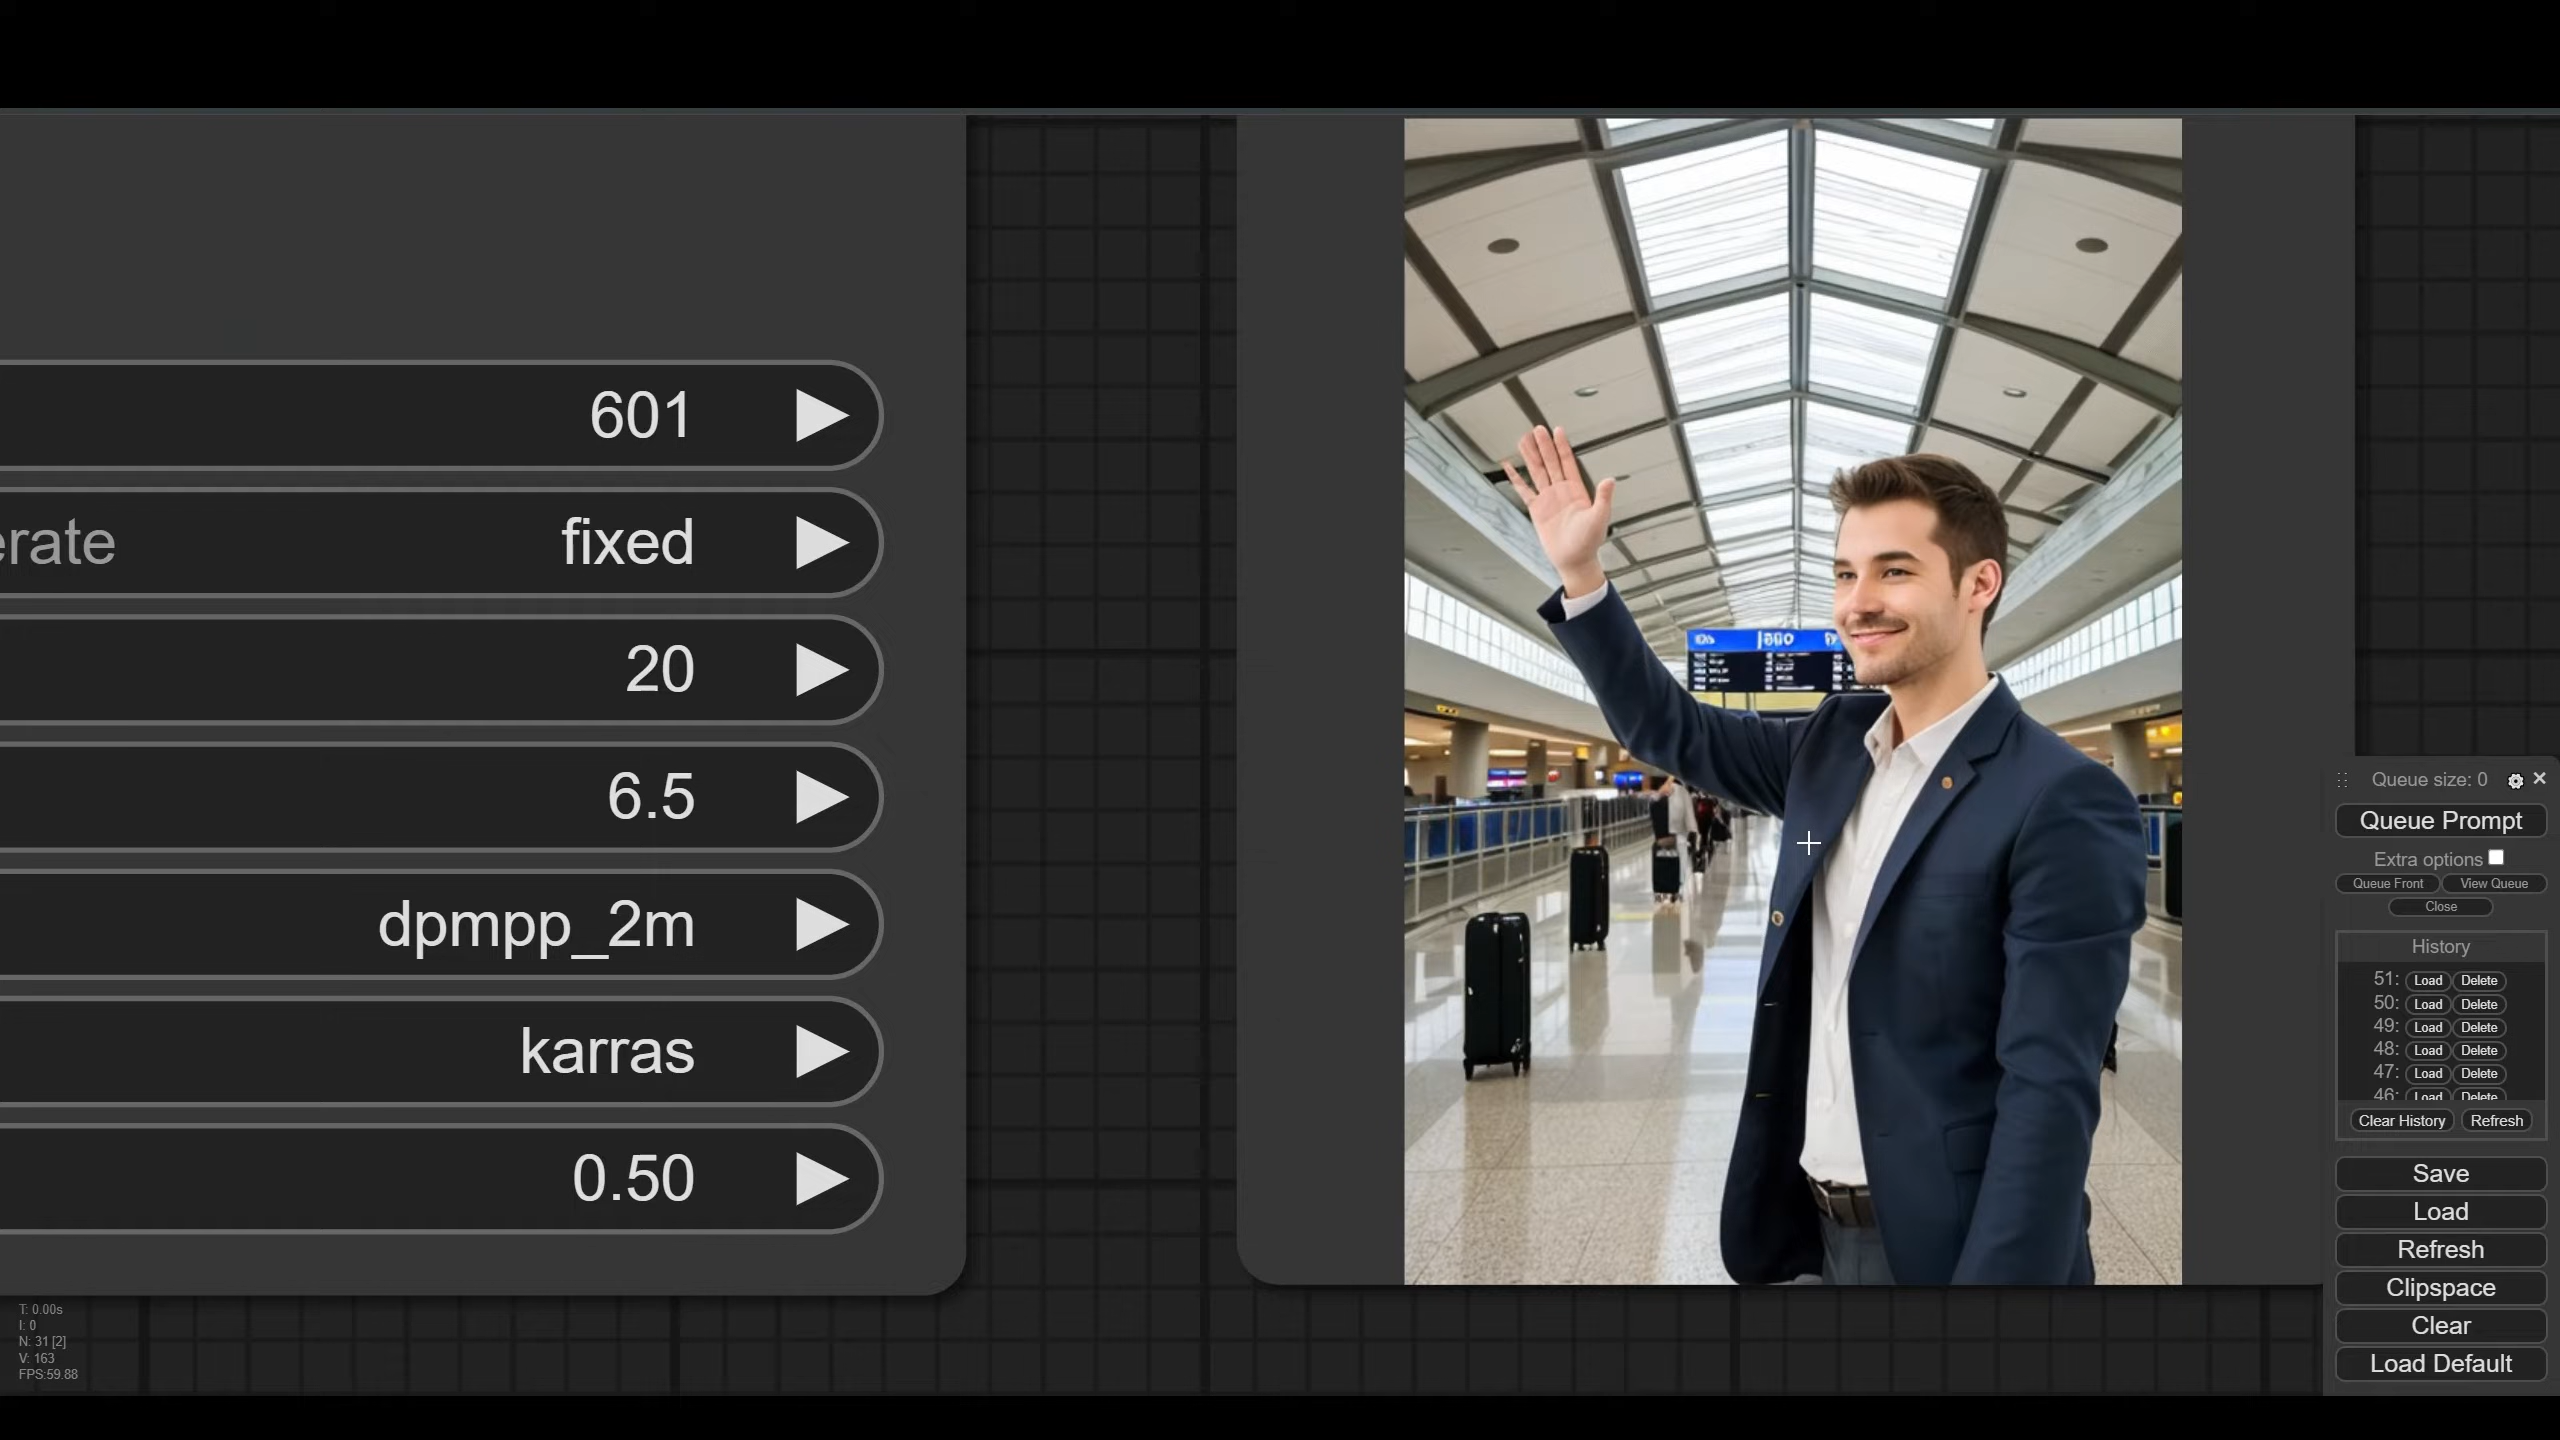 601
erate fixed
20
6.5
dpmpp_2m
karras
0.50
T: 0.00s
I: 0
N: 31 [2]
V: 163
FPS:59.88
Queue size: 0
Queue Prompt
Extra options
Queue Front View Queue
Close
History
51: Load Delete
50: Load Delete
49: Load Delete
48: Load Delete
47: Load Delete
46: Load Delete
Clear History Refresh
Save
Load
Refresh
Clipspace
Clear
Load Default